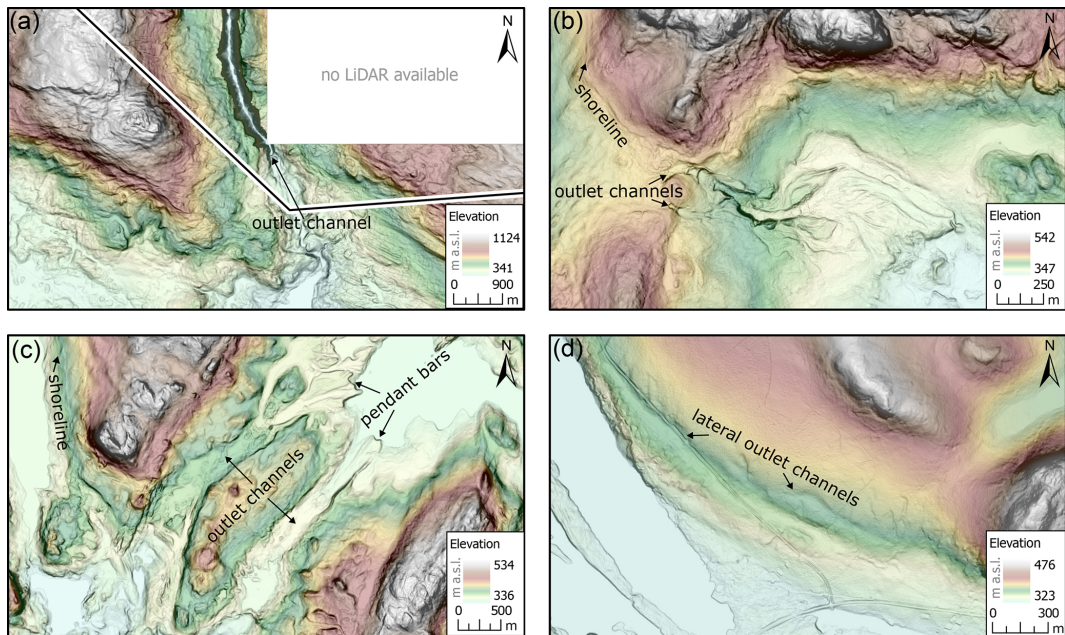 (a)
N
no LiDAR available
outlet channel
Elevation
m a.s.l.
1124
341
0 900
m
(b)
N
shoreline
outlet channels
Elevation
m a.s.l.
542
347
0 250
m
(c)
N
shoreline
pendant bars
outlet channels
Elevation
m a.s.l.
534
336
0 500
m
(d)
N
lateral outlet channels
Elevation
m a.s.l.
476
323
0 300
m